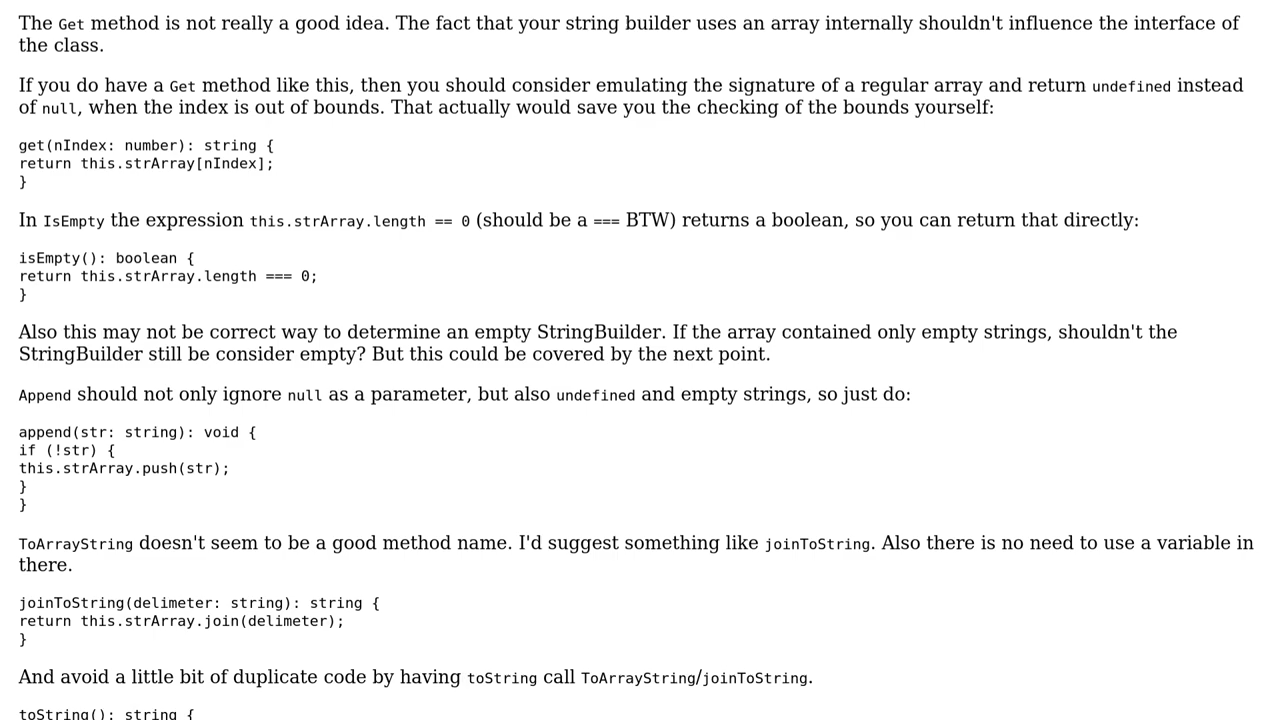 The Get method is not really a good idea. The fact that your string builder uses an array internally shouldn't influence the interface of
the class.
If you do have a Get method like this, then you should consider emulating the signature of a regular array and return undefined instead
of null, when the index is out of bounds. That actually would save you the checking of the bounds yourself:
get(nIndex: number): string {
return this.strArray[nIndex];
}
In IsEmpty the expression this.strArray.length == 0 (should be a === BTW) returns a boolean, so you can return that directly:
isEmpty(): boolean {
return this.strArray.length === 0;
}
Also this may not be correct way to determine an empty StringBuilder. If the array contained only empty strings, shouldn't the
StringBuilder still be consider empty? But this could be covered by the next point.
Append should not only ignore null as a parameter, but also undefined and empty strings, so just do:
append(str: string): void {
if (!str) {
this.strArray.push(str);
}
}
ToArrayString doesn't seem to be a good method name. I'd suggest something like joinToString. Also there is no need to use a variable in
there.
joinToString(delimeter: string): string {
return this.strArray.join(delimeter);
}
And avoid a little bit of duplicate code by having toString call ToArrayString/joinToString.
toString(): string {